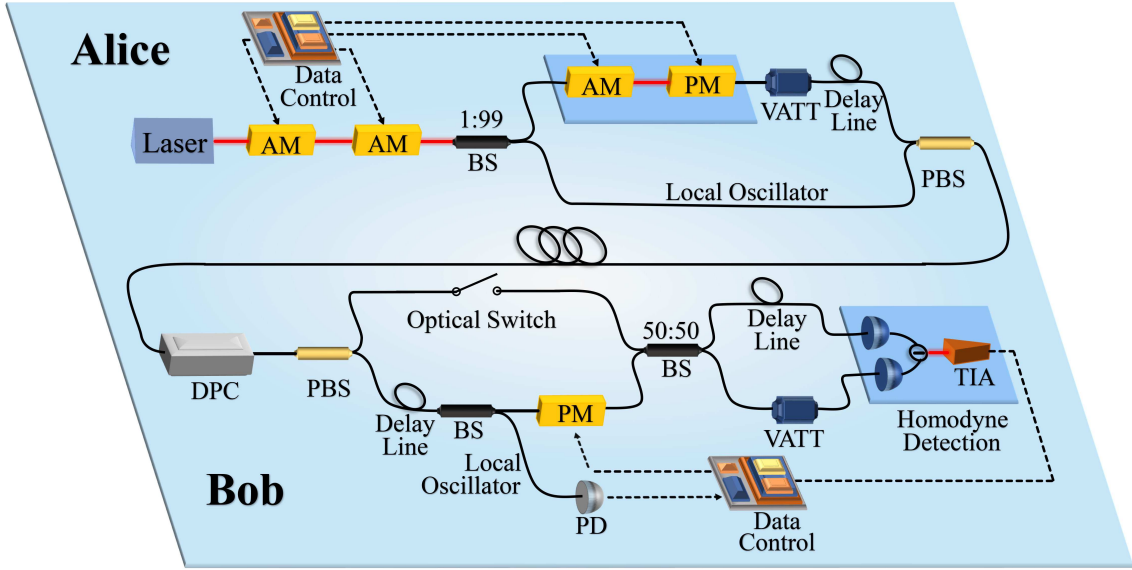 Alice
Data
Control
Laser
AM
AM
1:99
BS
AM
PM
VATT
Delay
Line
Local Oscillator
PBS
DPC
PBS
Optical Switch
Delay
Line
BS
Local
Oscillator
PM
PD
50:50
BS
Delay
Line
VATT
TIA
Homodyne
Detection
Data
Control
Bob